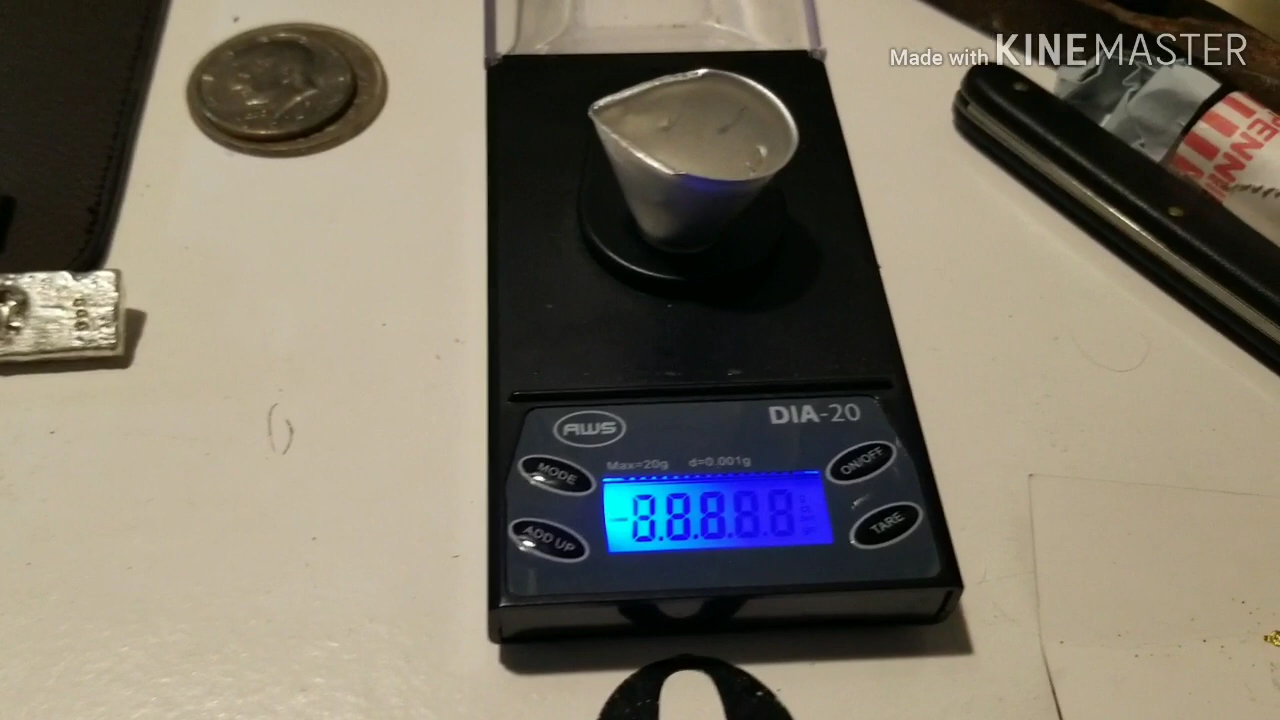 Made with KINEMASTER
AWS
DIA-20
Max=20g d=0.001g
MODE
ON/OFF
-8.8.8.8.8
ADD UP
TARE